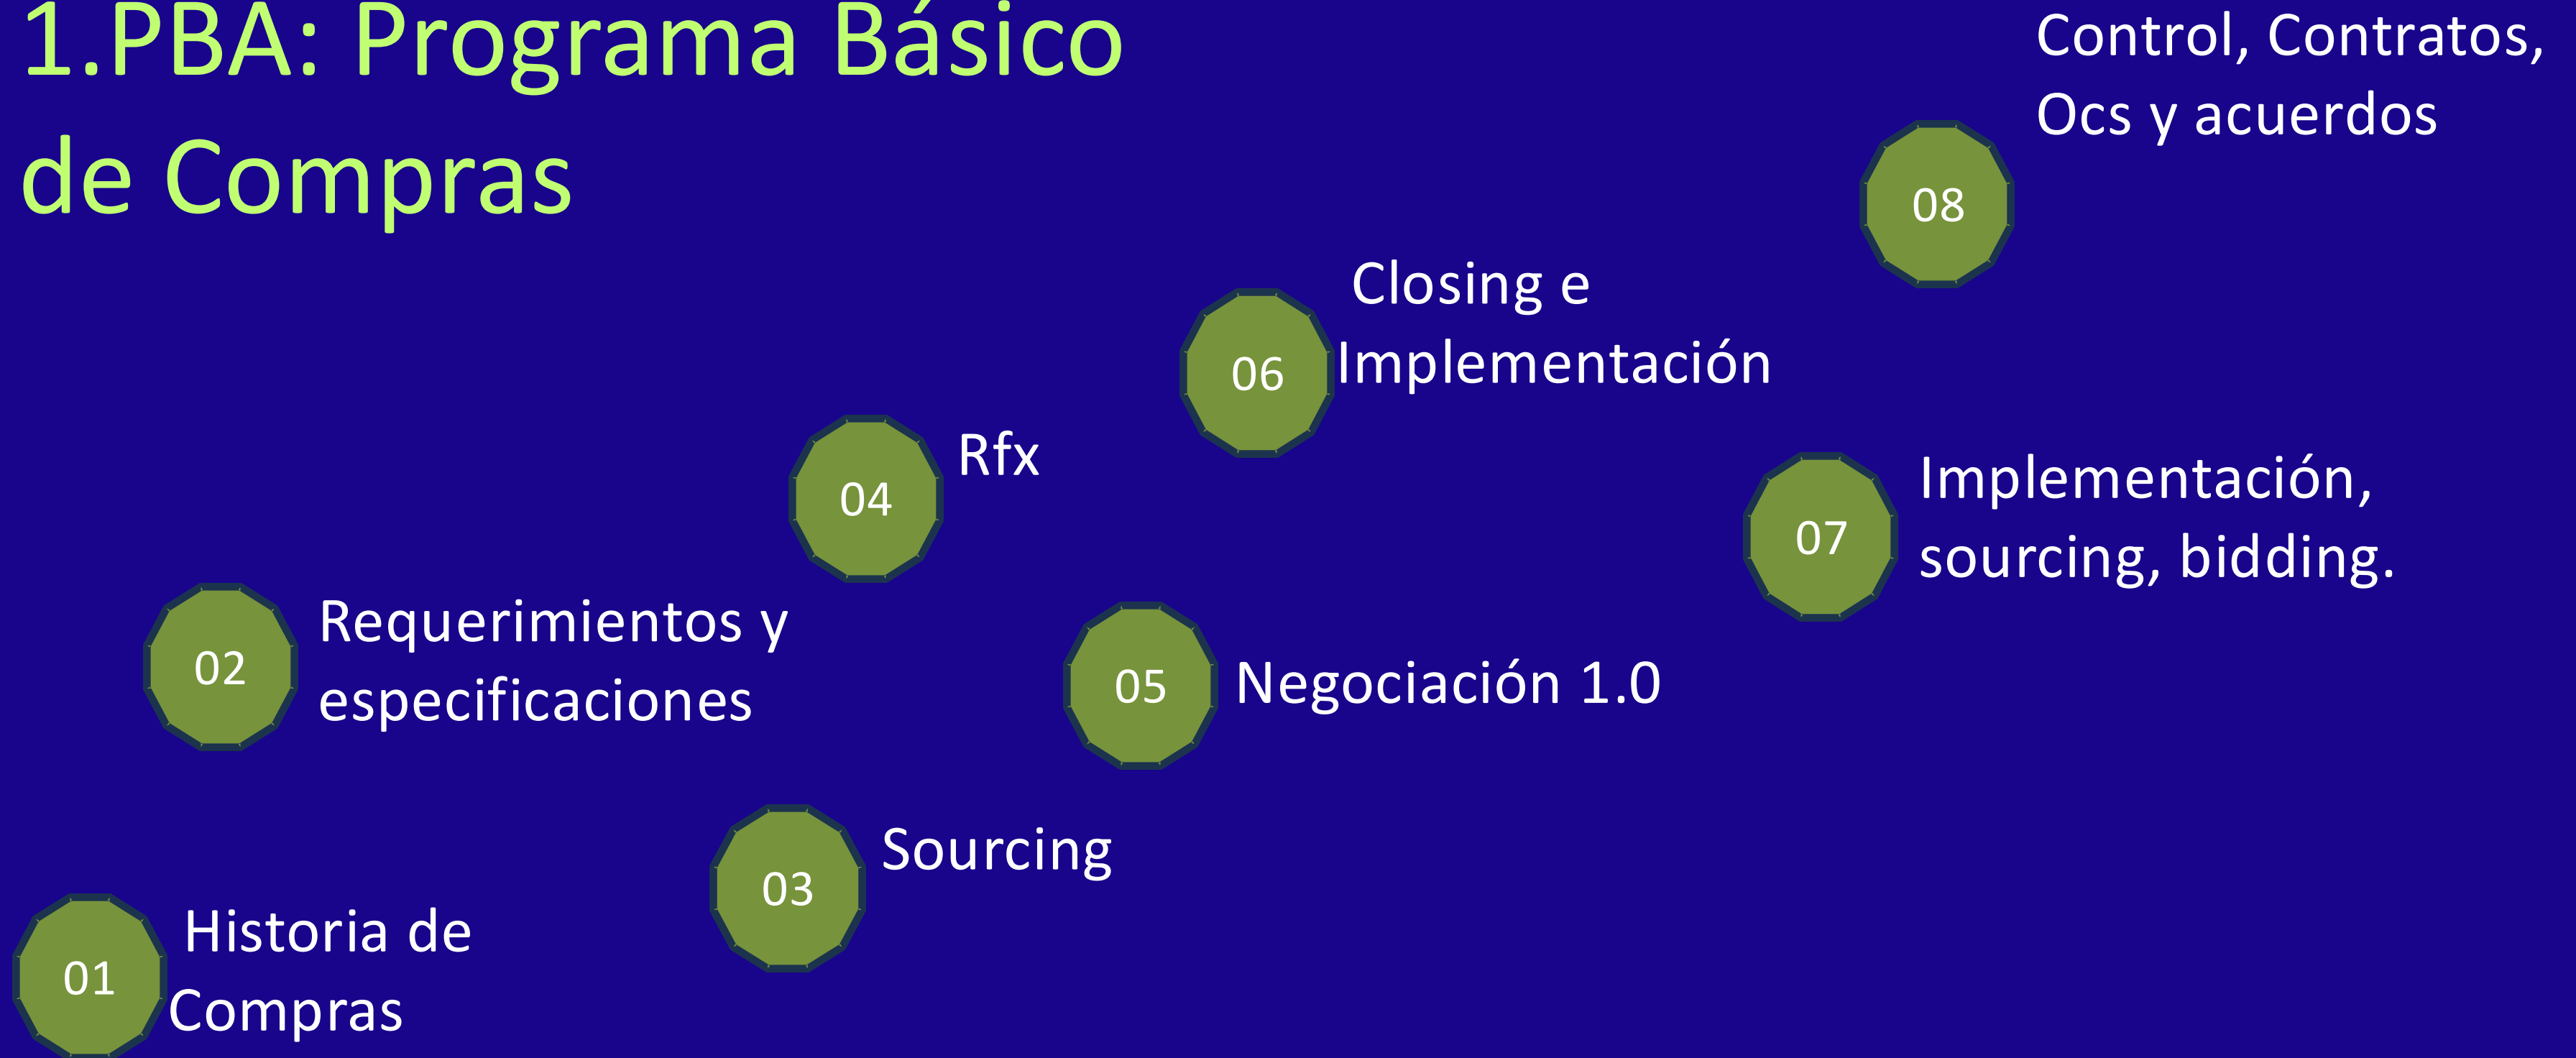 1.PBA: Programa Básico
de Compras
01
Historia de
Compras
02
Requerimientos y
especificaciones
03
Sourcing
04
Rfx
05
Negociación 1.0
06
Closing e
Implementación
07
Implementación,
sourcing, bidding.
08
Control, Contratos,
Ocs y acuerdos